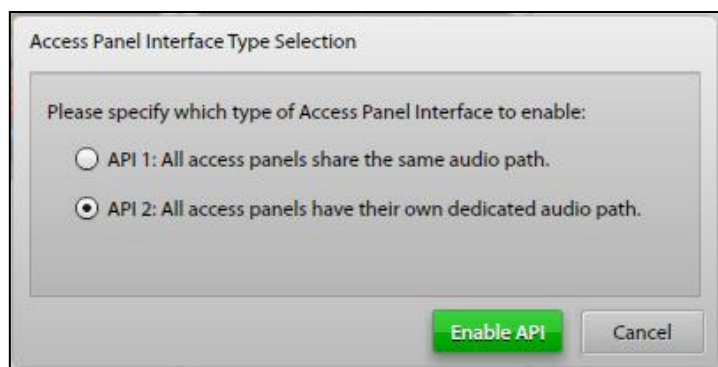 Access Panel Interface Type Selection
Please specify which type of Access Panel Interface to enable:
API 1: All access panels share the same audio path.
API 2: All access panels have their own dedicated audio path.
Enable API Cancel